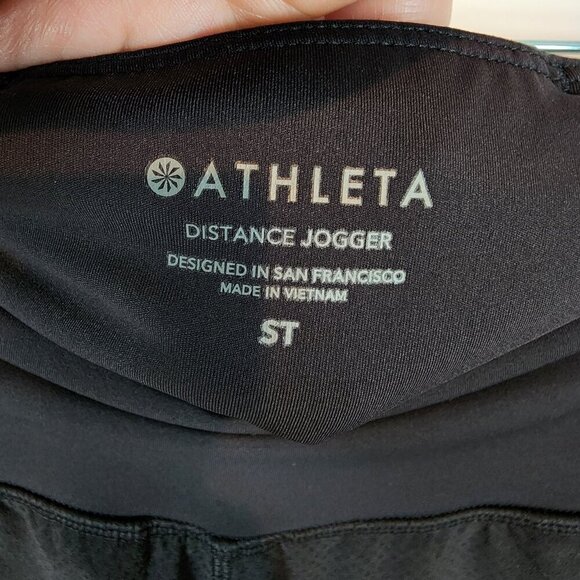 ATHLETA
DISTANCE JOGGER
DESIGNED IN SAN FRANCISCO
MADE IN VIETNAM
ST